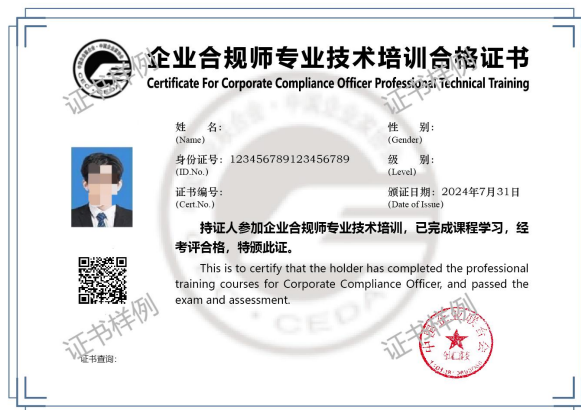 企业合规师专业技术培训合格证书
Certificate For Corporate Compliance Officer Professional Technical Training
证书样例
证书样例
姓 名:
(Name)
性 别:
(Gender)
身份证号: 123456789123456789
(ID.No.)
级 别:
(Level)
证书编号:
(Cert.No.)
颁证日期: 2024年7月31日
(Date of Issue)
持证人参加企业合规师专业技术培训，已完成课程学习，经
考评合格，特颁此证。
This is to certify that the holder has completed the professional
training courses for Corporate Compliance Officer, and passed the
exam and assessment.
CEDA
证书样例
证书样例
证书查询: